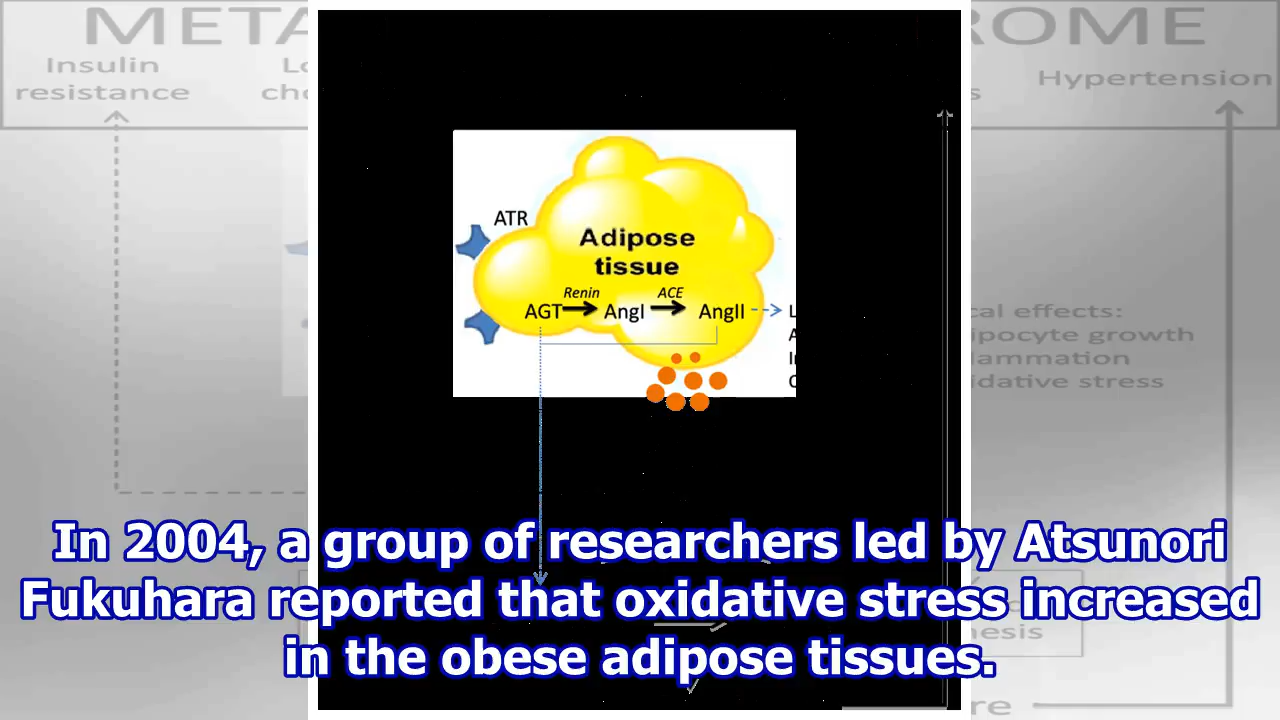 META
ROME
Insulin
resistance
Hypertension
ATR
Adipose
tissue
Renin
ACE
AGT
AngI
AngII
cal effects:
ipocyte growth
lammation
idative stress
In 2004, a group of researchers led by Atsunori
Fukuhara reported that oxidative stress increased
in the obese adipose tissues.